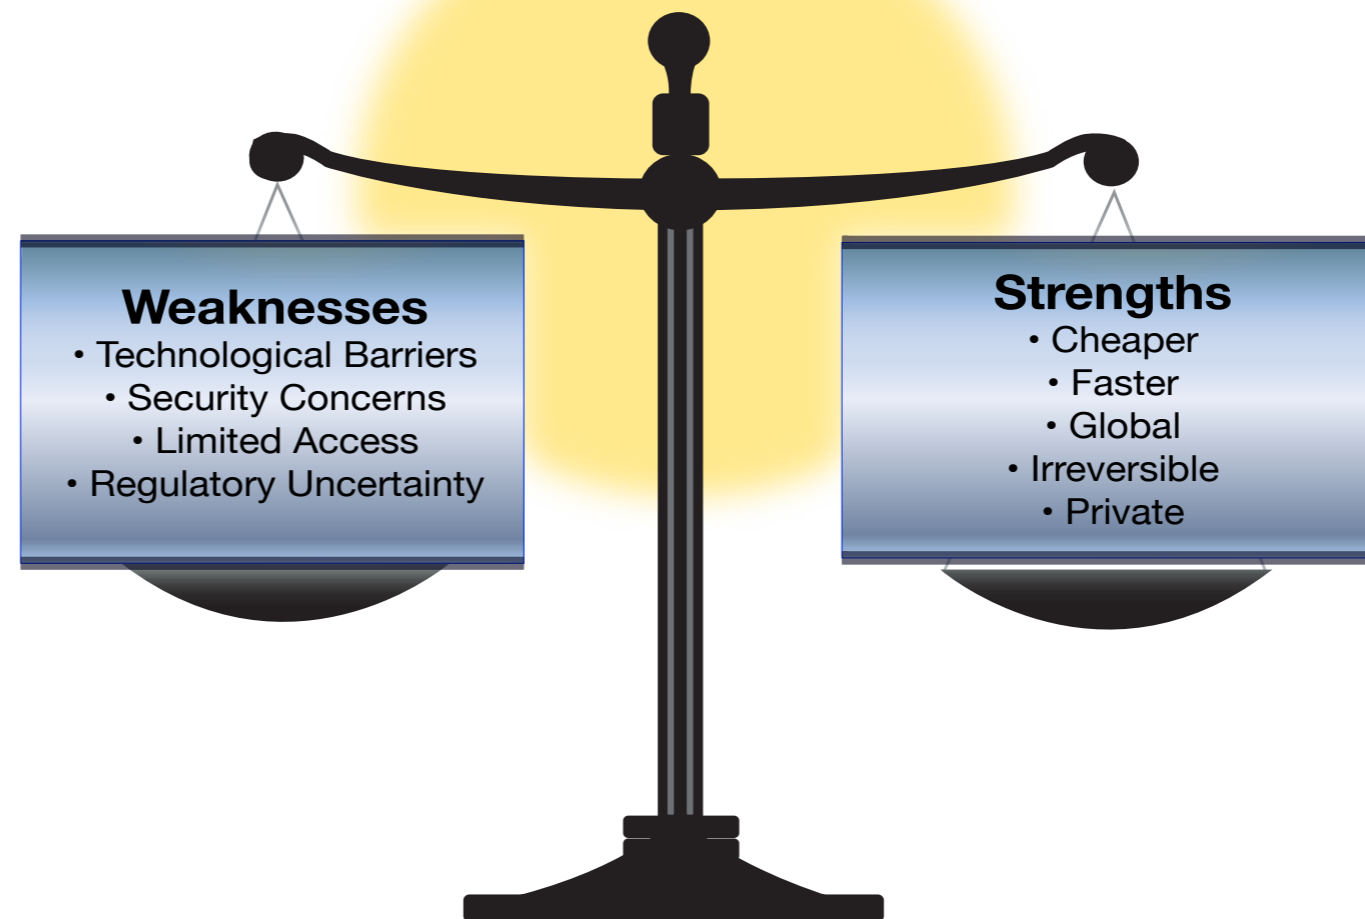 Weaknesses
• Technological Barriers
• Security Concerns
• Limited Access
• Regulatory Uncertainty
Strengths
• Cheaper
• Faster
• Global
• Irreversible
• Private